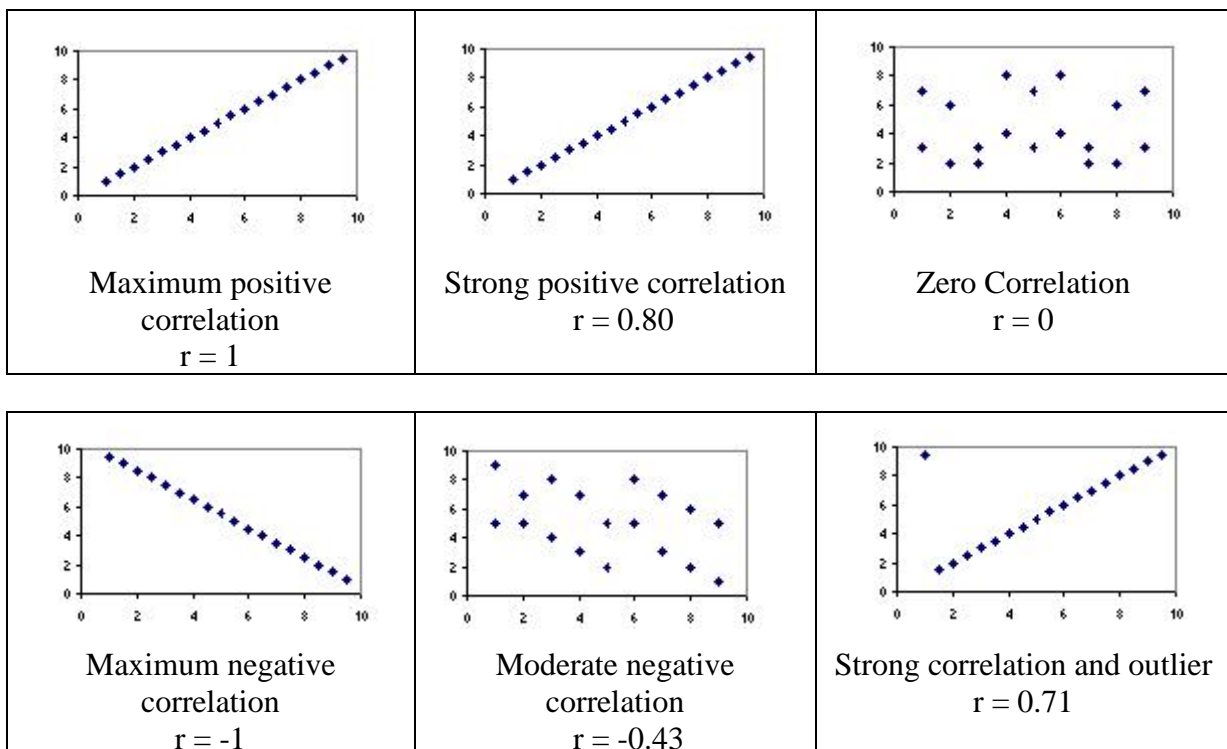 10
8
6
4
2
0
0 2 4 6 8 10
Maximum positive
correlation
r = 1
10
8
6
4
2
0
0 2 4 6 8 10
Strong positive correlation
r = 0.80
10
8
6
4
2
0
0 2 4 6 8 10
Zero Correlation
r = 0
10
8
6
4
2
0
0 2 4 6 8 10
Maximum negative
correlation
r = -1
10
8
6
4
2
0
0 2 4 6 8 10
Moderate negative
correlation
r = -0.43
10
8
6
4
2
0
0 2 4 6 8 10
Strong correlation and outlier
r = 0.71